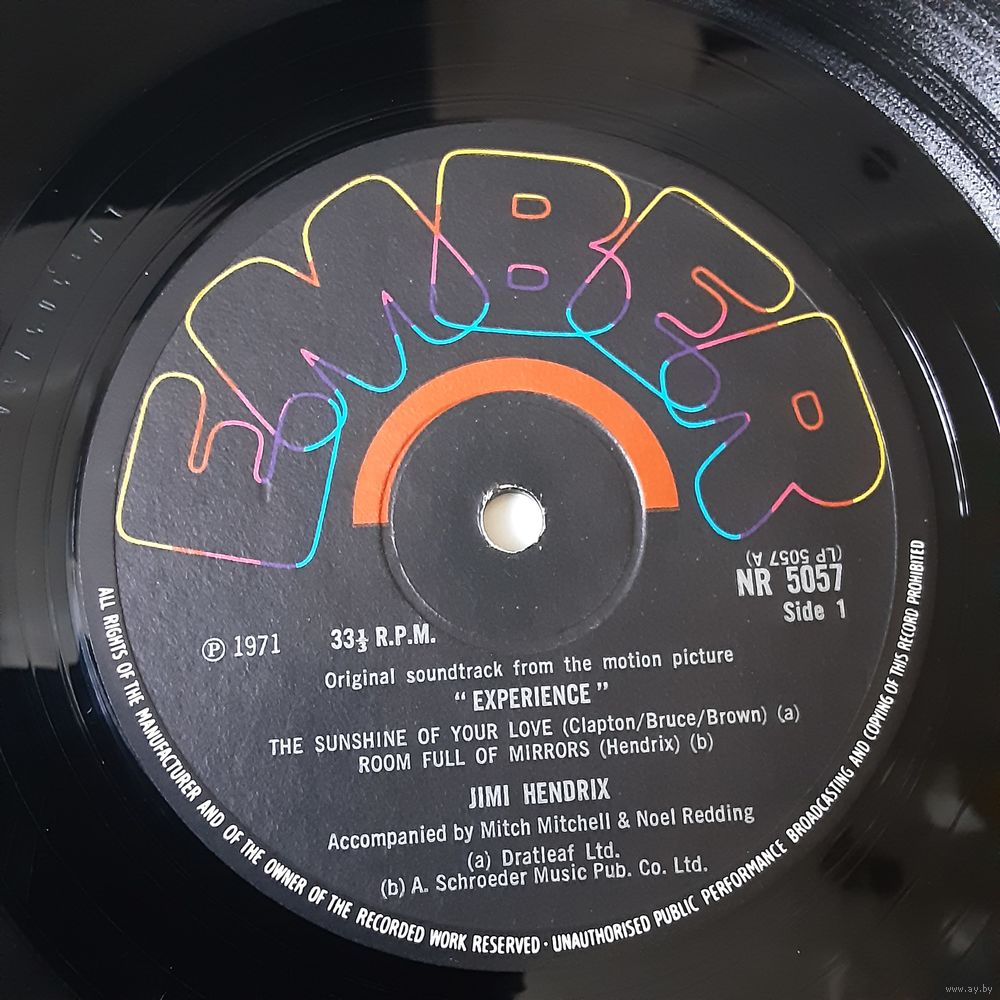 EMBER
(LP 5057 A)
NR 5057
Side 1
Ⓟ 1971
33⅓ R.P.M.
Original soundtrack from the motion picture
“ EXPERIENCE ”
THE SUNSHINE OF YOUR LOVE (Clapton/Bruce/Brown) (a)
ROOM FULL OF MIRRORS (Hendrix) (b)
JIMI HENDRIX
Accompanied by Mitch Mitchell & Noel Redding
(a) Dratleaf Ltd.
(b) A. Schroeder Music Pub. Co. Ltd.
ALL RIGHTS OF THE MANUFACTURER AND OF THE OWNER OF THE RECORDED WORK RESERVED · UNAUTHORISED PUBLIC PERFORMANCE BROADCASTING AND COPYING OF THIS RECORD PROHIBITED
www.ay.by